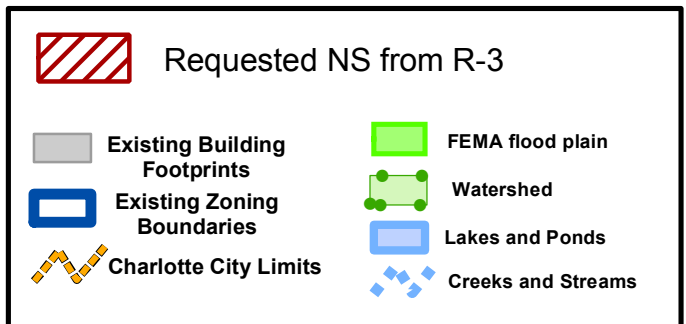 Requested NS from R-3
Existing Building
Footprints
Existing Zoning
Boundaries
Charlotte City Limits
FEMA flood plain
Watershed
Lakes and Ponds
Creeks and Streams